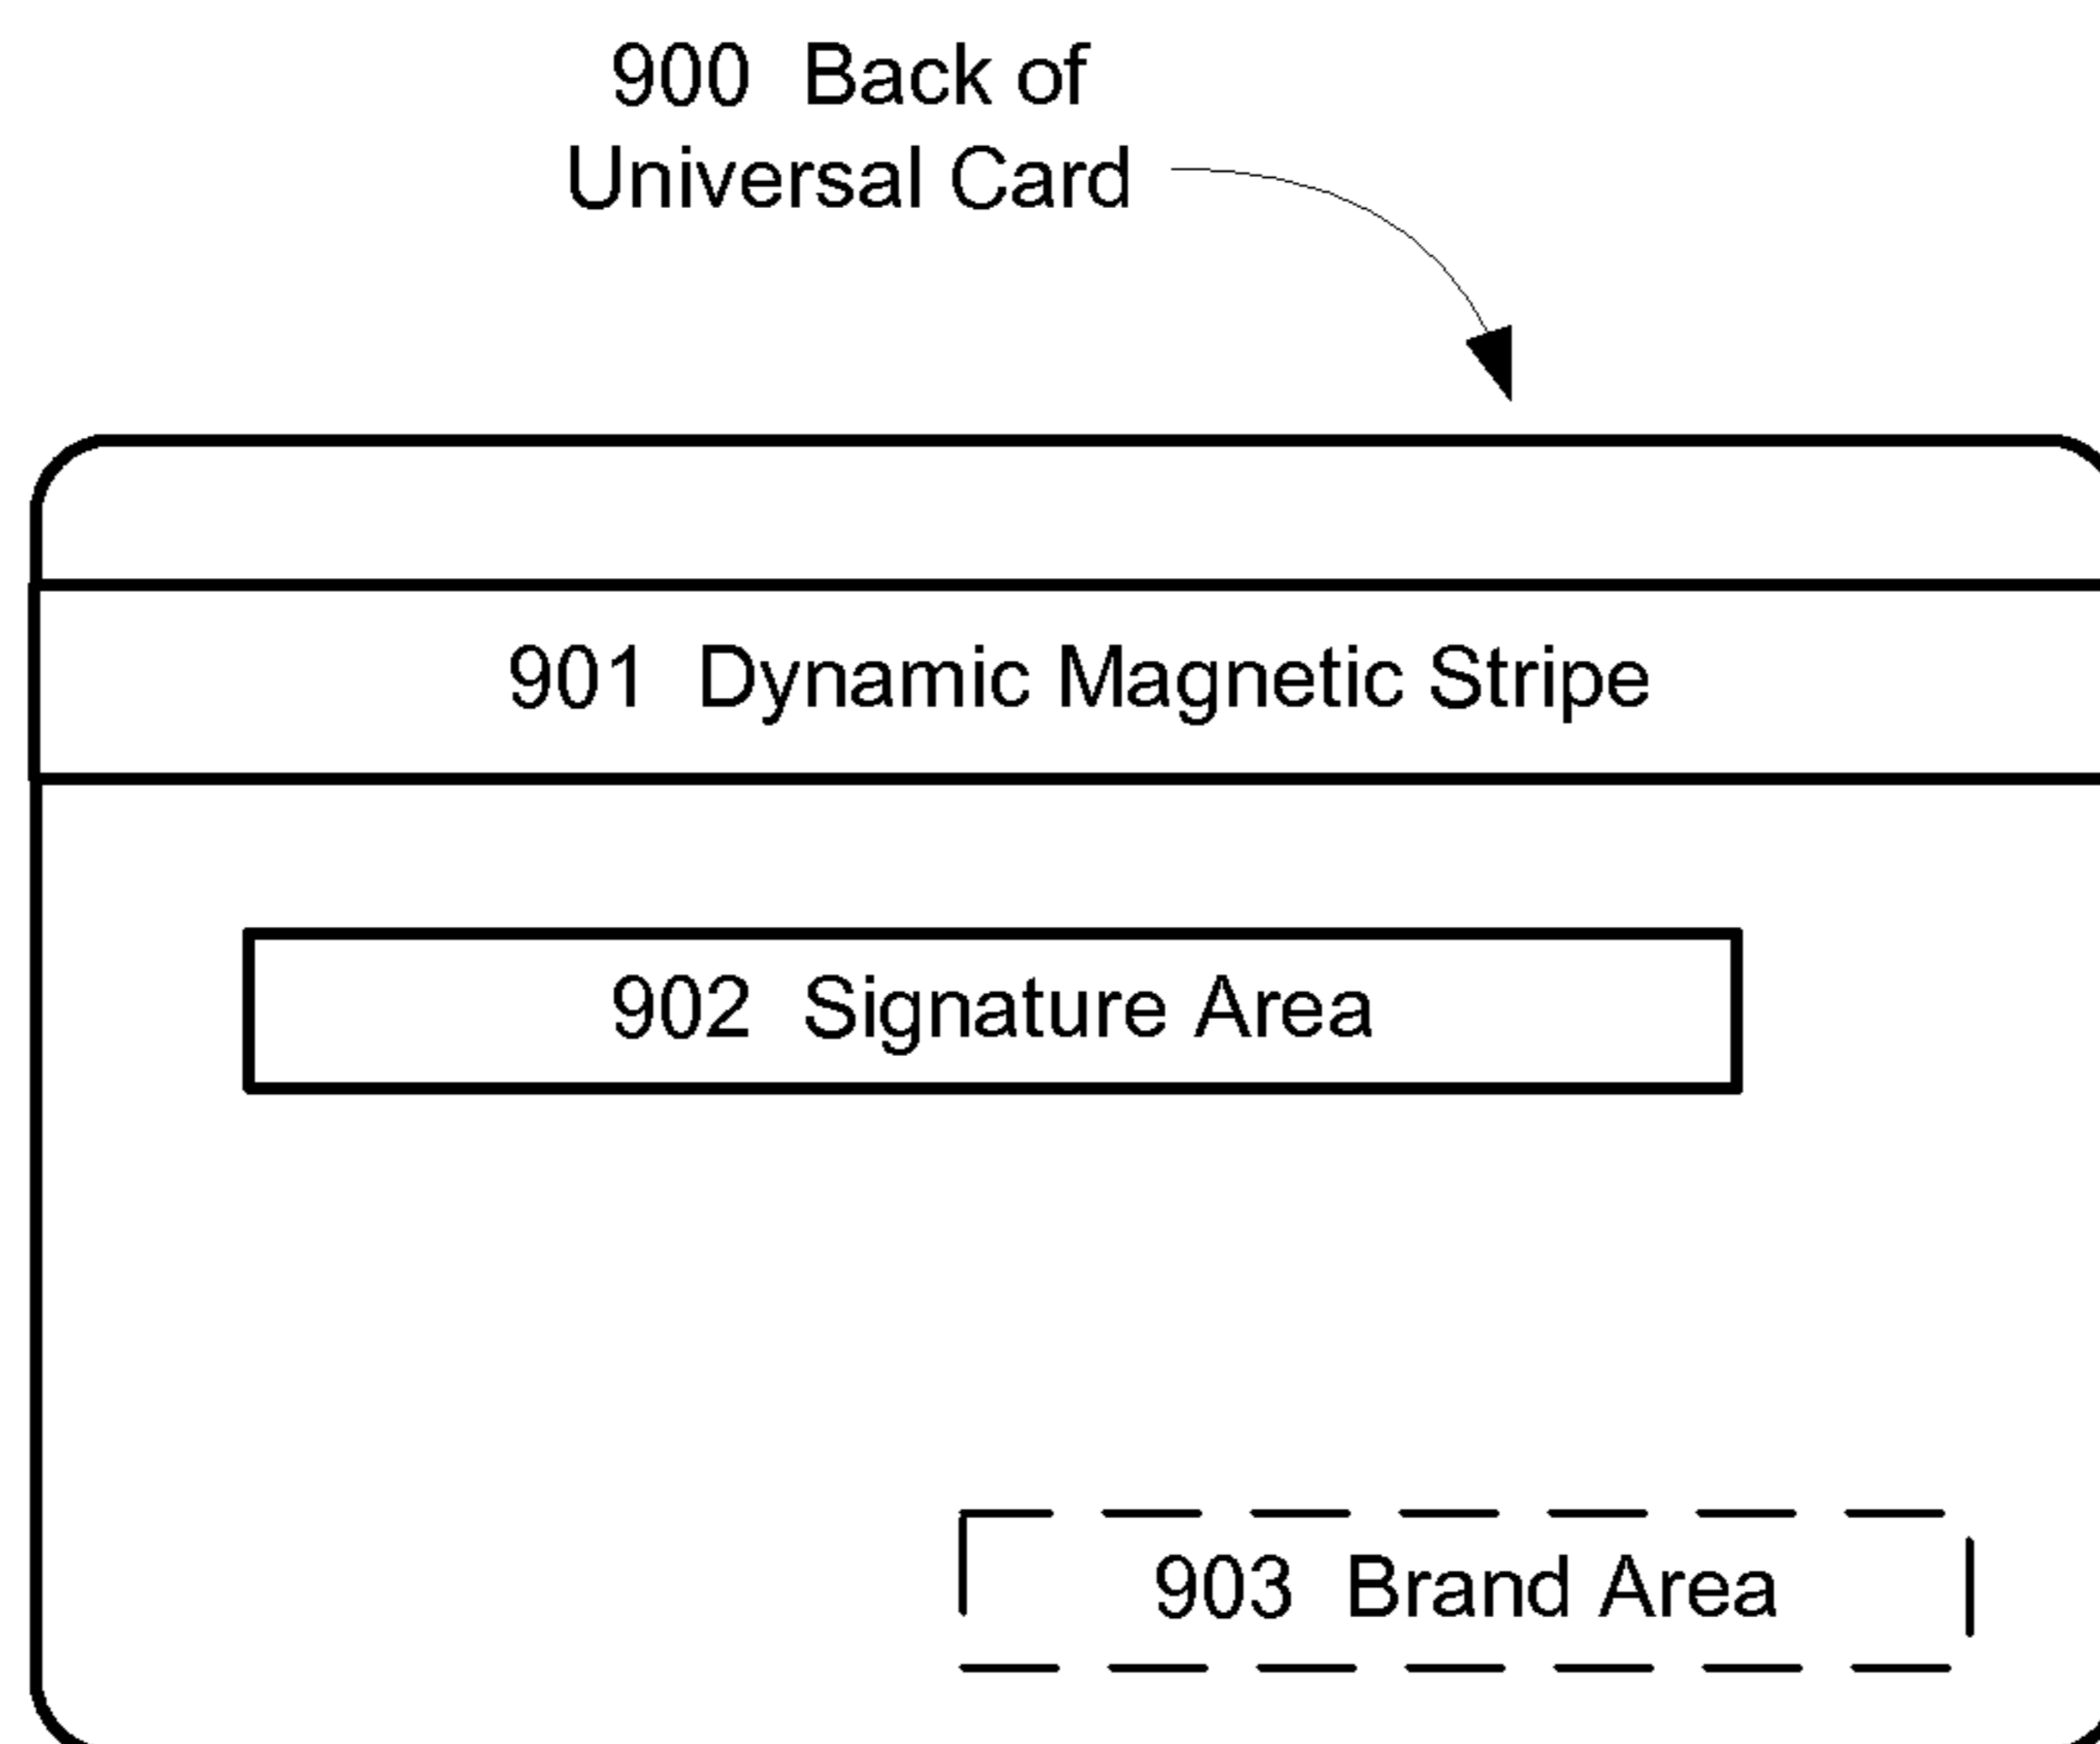 900 Back of
Universal Card
901 Dynamic Magnetic Stripe
902 Signature Area
903 Brand Area